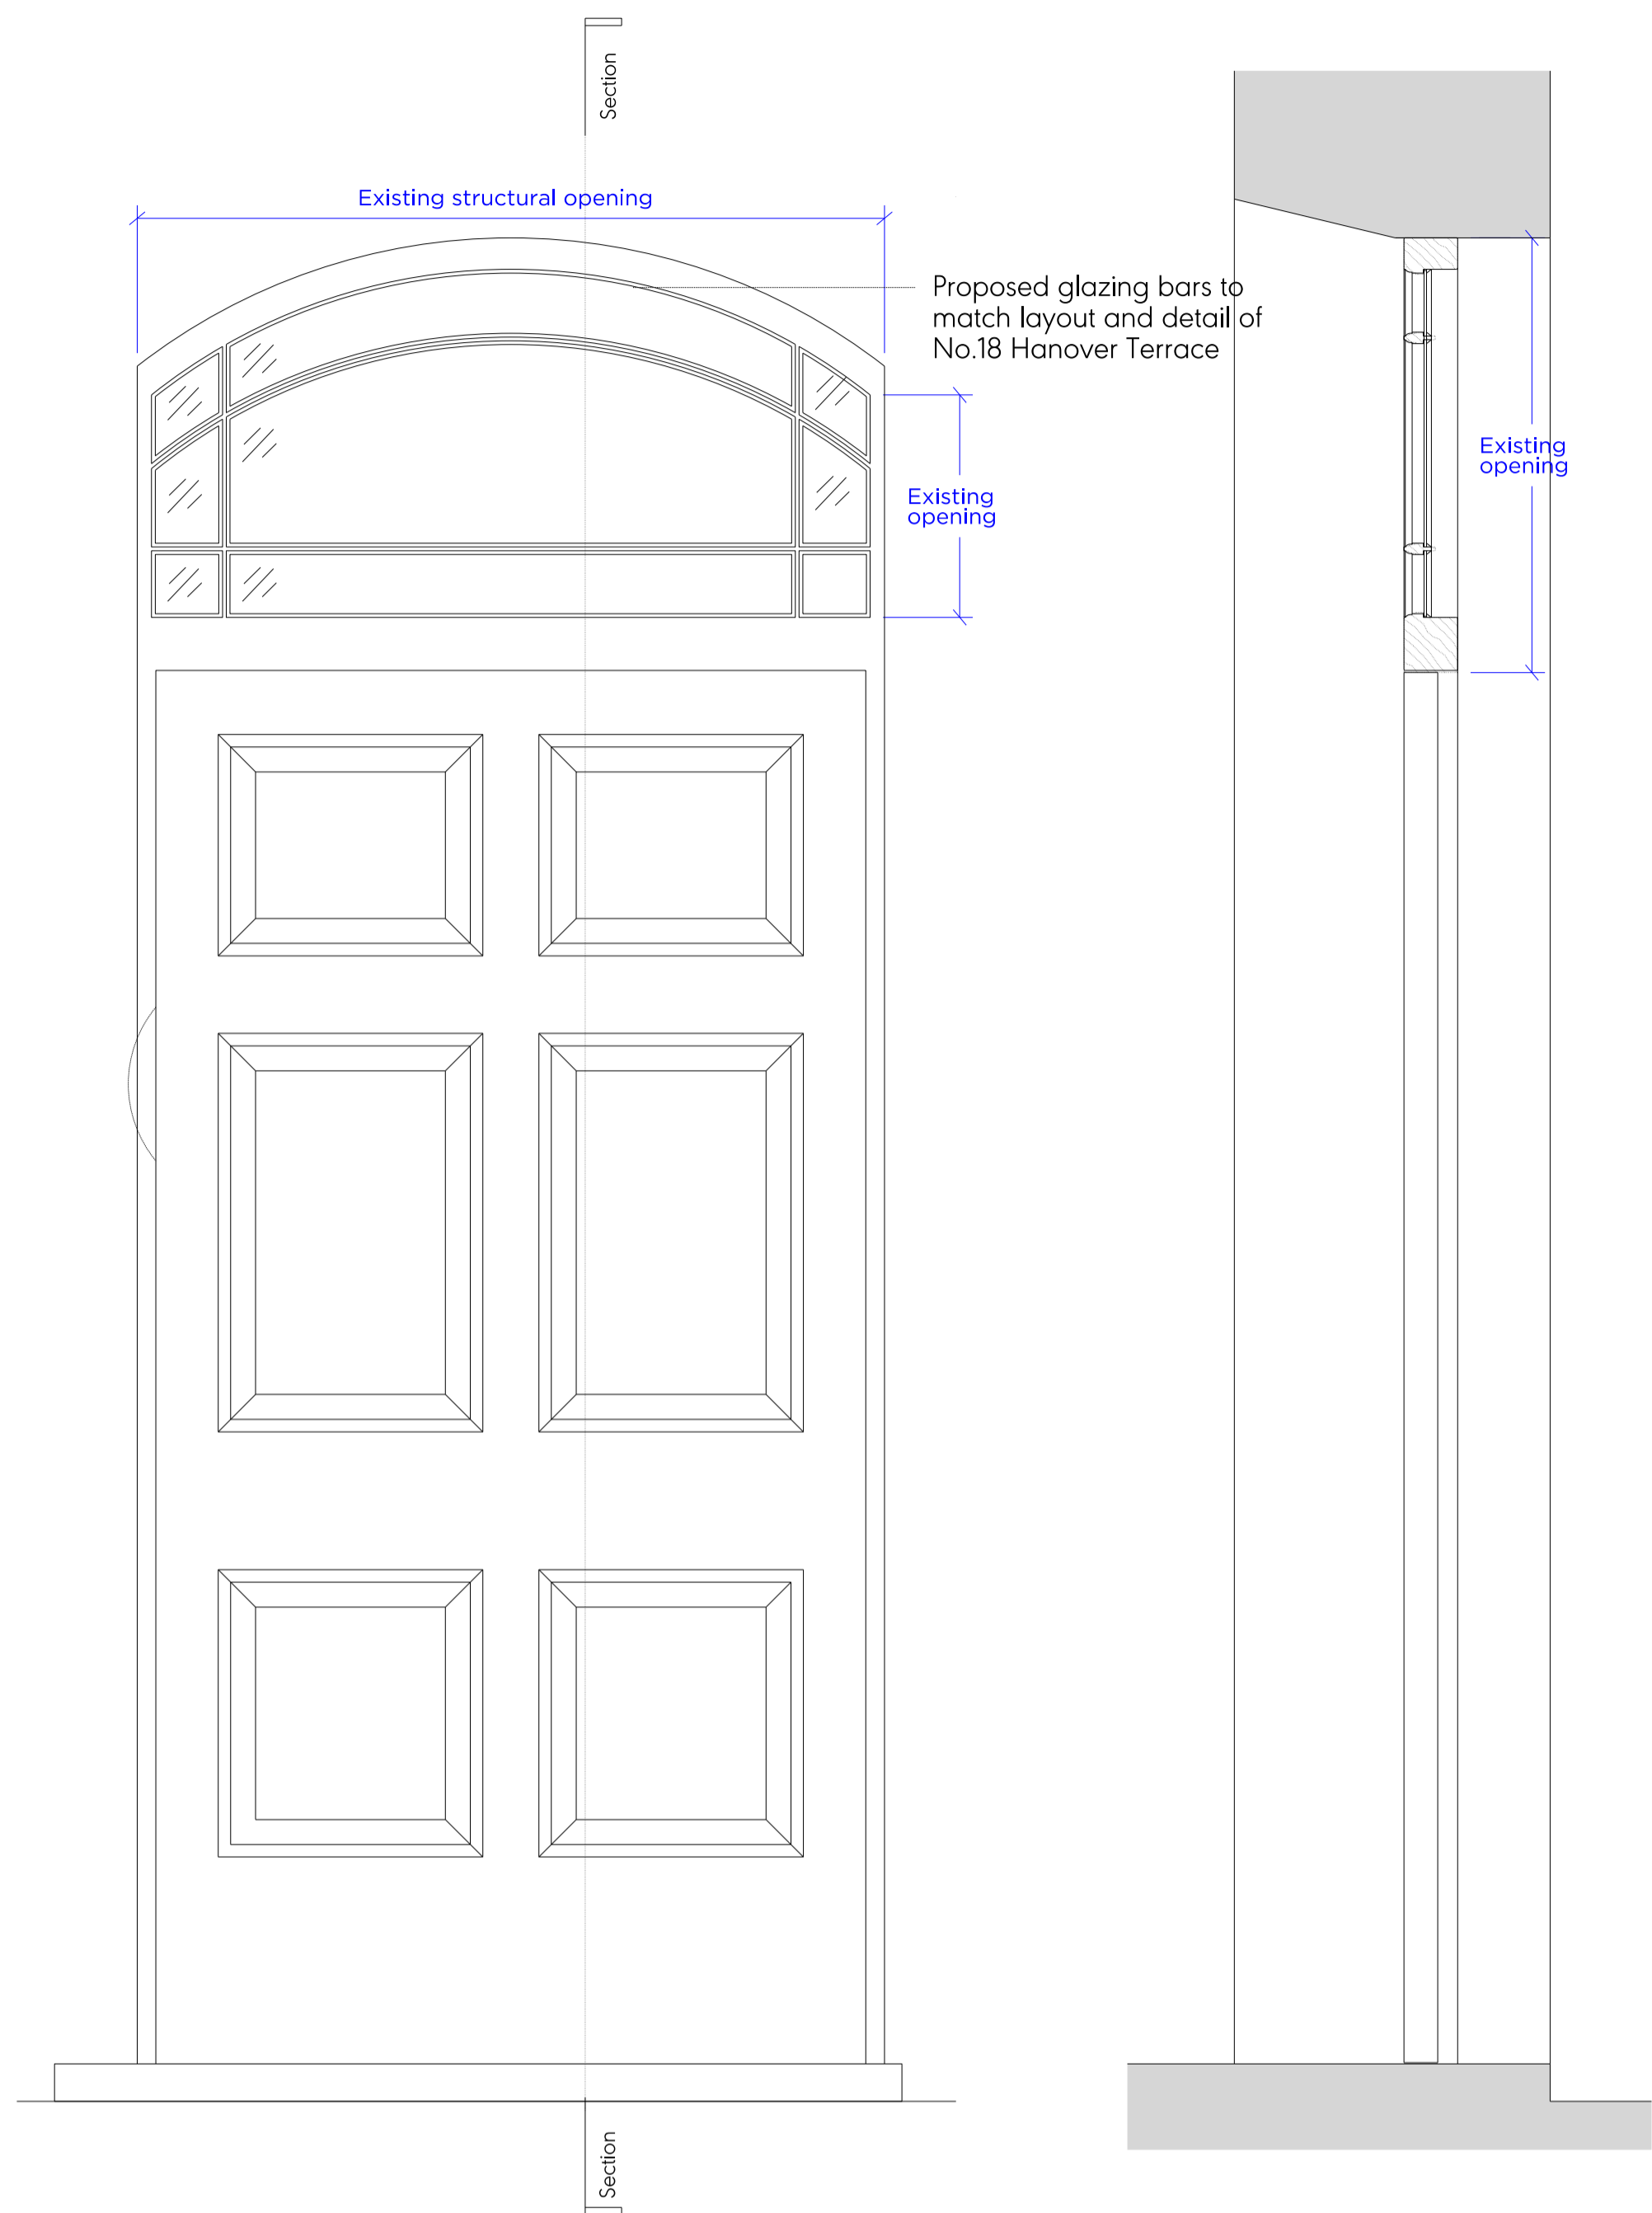 Section
Existing structural opening
Proposed glazing bars to
match layout and detail of
No.18 Hanover Terrace
Existing
opening
Existing
opening
Section